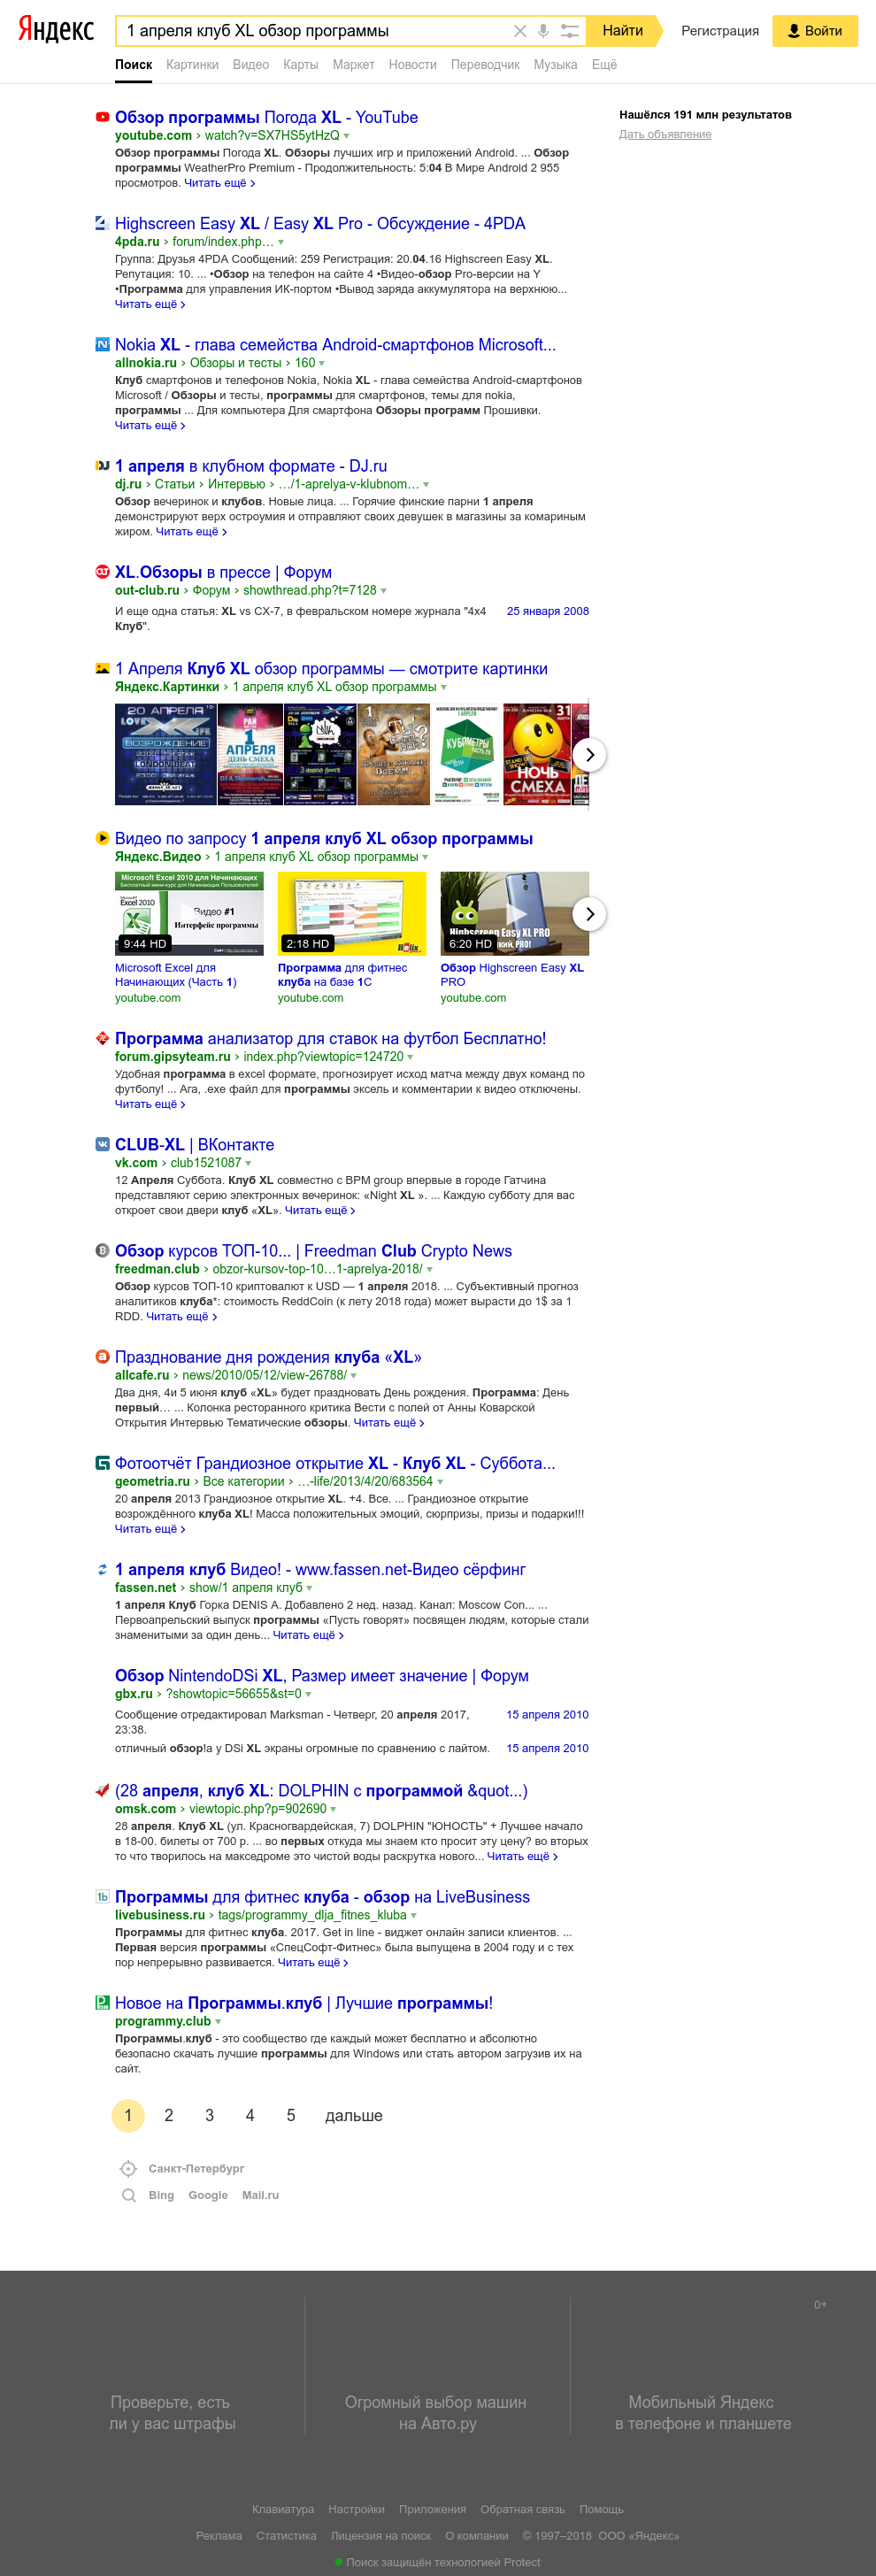 Яндекс
1 апреля клуб XL обзор программы
Найти
Регистрация
Войти
Поиск Картинки Видео Карты Маркет Новости Переводчик Музыка Ещё
Нашёлся 191 млн результатов
Дать объявление
Обзор программы Погода XL - YouTube
youtube.com › watch?v=SX7HS5ytHzQ
Обзор программы Погода XL. Обзоры лучших игр и приложений Android. ... Обзор
программы WeatherPro Premium - Продолжительность: 5:04 В Мире Android 2 955
просмотров. Читать ещё ›
Highscreen Easy XL / Easy XL Pro - Обсуждение - 4PDA
4pda.ru › forum/index.php…
Группа: Друзья 4PDA Сообщений: 259 Регистрация: 20.04.16 Highscreen Easy XL.
Репутация: 10. ... •Обзор на телефон на сайте 4 •Видео-обзор Pro-версии на Y
•Программа для управления ИК-портом •Вывод заряда аккумулятора на верхнюю...
Читать ещё ›
Nokia XL - глава семейства Android-смартфонов Microsoft...
allnokia.ru › Обзоры и тесты › 160
Клуб смартфонов и телефонов Nokia, Nokia XL - глава семейства Android-смартфонов
Microsoft / Обзоры и тесты, программы для смартфонов, темы для nokia,
программы ... Для компьютера Для смартфона Обзоры программ Прошивки.
Читать ещё ›
1 апреля в клубном формате - DJ.ru
dj.ru › Статьи › Интервью › …/1-aprelya-v-klubnom…
Обзор вечеринок и клубов. Новые лица. ... Горячие финские парни 1 апреля
демонстрируют верх остроумия и отправляют своих девушек в магазины за комариным
жиром. Читать ещё ›
XL.Обзоры в прессе | Форум
out-club.ru › Форум › showthread.php?t=7128
И еще одна статья: XL vs CX-7, в февральском номере журнала "4x4
Клуб".
25 января 2008
1 Апреля Клуб XL обзор программы — смотрите картинки
Яндекс.Картинки › 1 апреля клуб XL обзор программы
20 АПРЕЛЯ
LOVE
XL
ВОЗРОЖДЕНИЕ
LONDONBEAT
РАЙ
1
АПРЕЛЯ
ДЕНЬ СМЕХА
1
КУБОМЕТРЫ
31
STAND UP
НОЧЬ
СМЕХА
Видео по запросу 1 апреля клуб XL обзор программы
Яндекс.Видео › 1 апреля клуб XL обзор программы
Microsoft Excel 2010 для Начинающих
Бесплатный мини-курс для Начинающих Пользователей
Excel 2010
Видео #1
Интерфейс программы
9:44 HD
2:18 HD
Highscreen Easy XL PRO
6:20 HD
Microsoft Excel для
Начинающих (Часть 1)
youtube.com
Программа для фитнес
клуба на базе 1С
youtube.com
Обзор Highscreen Easy XL
PRO
youtube.com
Программа анализатор для ставок на футбол Бесплатно!
forum.gipsyteam.ru › index.php?viewtopic=124720
Удобная программа в excel формате, прогнозирует исход матча между двух команд по
футболу! ... Ага, .exe файл для программы эксель и комментарии к видео отключены.
Читать ещё ›
CLUB-XL | ВКонтакте
vk.com › club1521087
12 Апреля Суббота. Клуб XL совместно с BPM group впервые в городе Гатчина
представляют серию электронных вечеринок: «Night XL ». ... Каждую субботу для вас
откроет свои двери клуб «XL». Читать ещё ›
Обзор курсов ТОП-10... | Freedman Club Crypto News
freedman.club › obzor-kursov-top-10…1-aprelya-2018/
Обзор курсов ТОП-10 криптовалют к USD — 1 апреля 2018. ... Субъективный прогноз
аналитиков клуба*: стоимость ReddCoin (к лету 2018 года) может вырасти до 1$ за 1
RDD. Читать ещё ›
Празднование дня рождения клуба «XL»
allcafe.ru › news/2010/05/12/view-26788/
Два дня, 4и 5 июня клуб «XL» будет праздновать День рождения. Программа: День
первый… ... Колонка ресторанного критика Вести с полей от Анны Коварской
Открытия Интервью Тематические обзоры. Читать ещё ›
Фотоотчёт Грандиозное открытие XL - Клуб XL - Суббота...
geometria.ru › Все категории › …-life/2013/4/20/683564
20 апреля 2013 Грандиозное открытие XL. +4. Все. ... Грандиозное открытие
возрождённого клуба XL! Масса положительных эмоций, сюрпризы, призы и подарки!!!
Читать ещё ›
1 апреля клуб Видео! - www.fassen.net-Видео сёрфинг
fassen.net › show/1 апреля клуб
1 апреля Клуб Горка DENIS A. Добавлено 2 нед. назад. Канал: Moscow Con... ...
Первоапрельский выпуск программы «Пусть говорят» посвящен людям, которые стали
знаменитыми за один день... Читать ещё ›
Обзор NintendoDSi XL, Размер имеет значение | Форум
gbx.ru › ?showtopic=56655&st=0
Сообщение отредактировал Marksman - Четверг, 20 апреля 2017,
23:38.
15 апреля 2010
отличный обзор!а у DSi XL экраны огромные по сравнению с лайтом.
15 апреля 2010
(28 апреля, клуб XL: DOLPHIN с программой &quot...)
omsk.com › viewtopic.php?p=902690
28 апреля. Клуб XL (ул. Красногвардейская, 7) DOLPHIN "ЮНОСТЬ" + Лучшее начало
в 18-00. билеты от 700 р. ... во первых откуда мы знаем кто просит эту цену? во вторых
то что творилось на макседроме это чистой воды раскрутка нового... Читать ещё ›
Программы для фитнес клуба - обзор на LiveBusiness
livebusiness.ru › tags/programmy_dlja_fitnes_kluba
Программы для фитнес клуба. 2017. Get in line - виджет онлайн записи клиентов. ...
Первая версия программы «СпецСофт-Фитнес» была выпущена в 2004 году и с тех
пор непрерывно развивается. Читать ещё ›
Новое на Программы.клуб | Лучшие программы!
programmy.club
Программы.клуб - это сообщество где каждый может бесплатно и абсолютно
безопасно скачать лучшие программы для Windows или стать автором загрузив их на
сайт.
1 2 3 4 5 дальше
Санкт-Петербург
Bing Google Mail.ru
0+
Проверьте, есть
ли у вас штрафы
Огромный выбор машин
на Авто.ру
Мобильный Яндекс
в телефоне и планшете
Клавиатура Настройки Приложения Обратная связь Помощь
Реклама Статистика Лицензия на поиск О компании © 1997–2018 ООО «Яндекс»
Поиск защищён технологией Protect